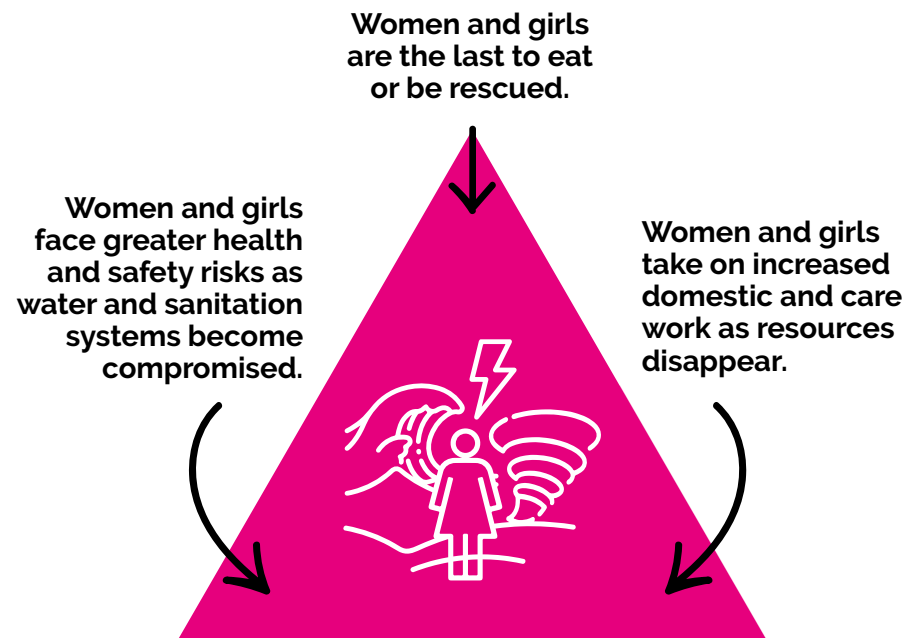 Women and girls
are the last to eat
or be rescued.
Women and girls
face greater health
and safety risks as
water and sanitation
systems become
compromised.
Women and girls
take on increased
domestic and care
work as resources
disappear.